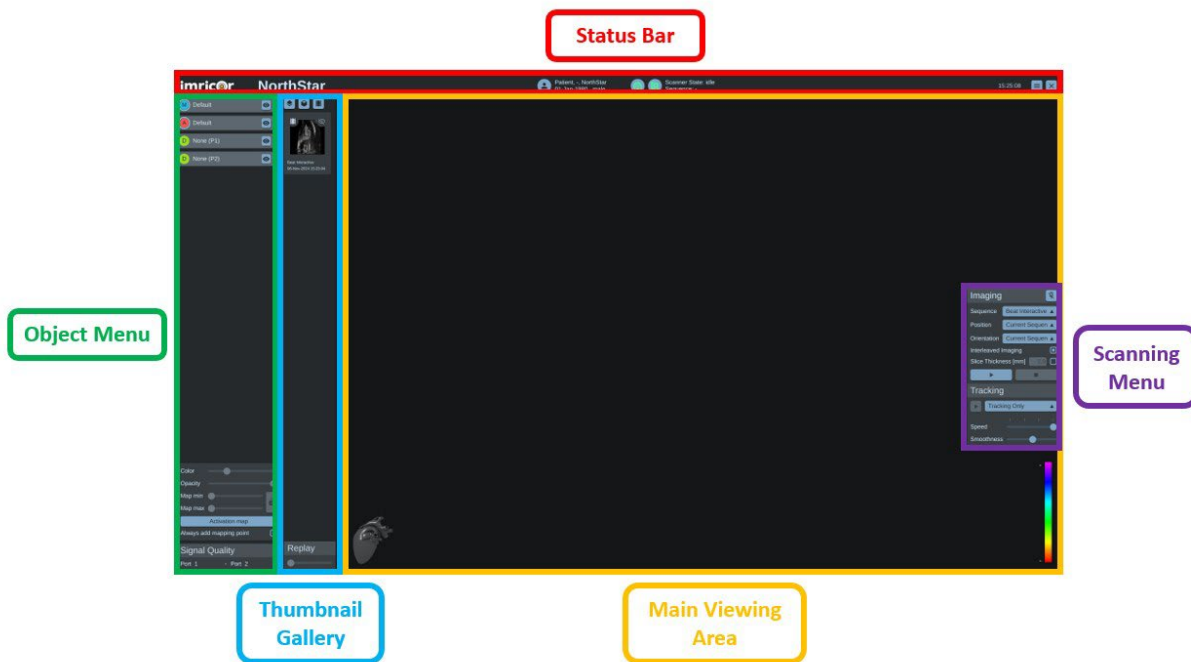 Status Bar
imricor NorthStar
Patient, -, NorthStar
Scanner State: idle
Sequence: -
Default
Default
None (P1)
None (P2)
Beat Interactive
Imaging
Sequence Beat Interactive
Position Current Sequen
Orientation Current Sequen
Interleaved Imaging
Slice Thickness [mm]
Tracking
Tracking Only
Speed
Smoothness
Object Menu
Scanning
Menu
Color
Opacity
Map min
Map max
Activation map
Always add mapping point
Signal Quality
Port 1 - Port 2
Replay
Thumbnail
Gallery
Main Viewing
Area